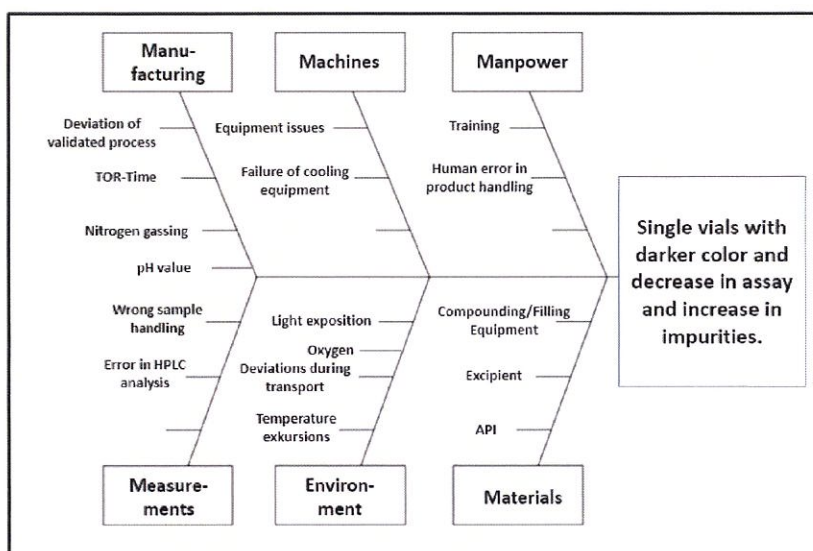 Manu-
facturing
Machines
Manpower
Deviation of
validated process
TOR-Time
Nitrogen gassing
pH value
Equipment issues
Failure of cooling
equipment
Training
Human error in
product handling
Single vials with
darker color and
decrease in assay
and increase in
impurities.
Wrong sample
handling
Error in HPLC
analysis
Light exposition
Oxygen
Deviations during
transport
Temperature
exkursions
Compounding/Filling
Equipment
Excipient
API
Measure-
ments
Environ-
ment
Materials